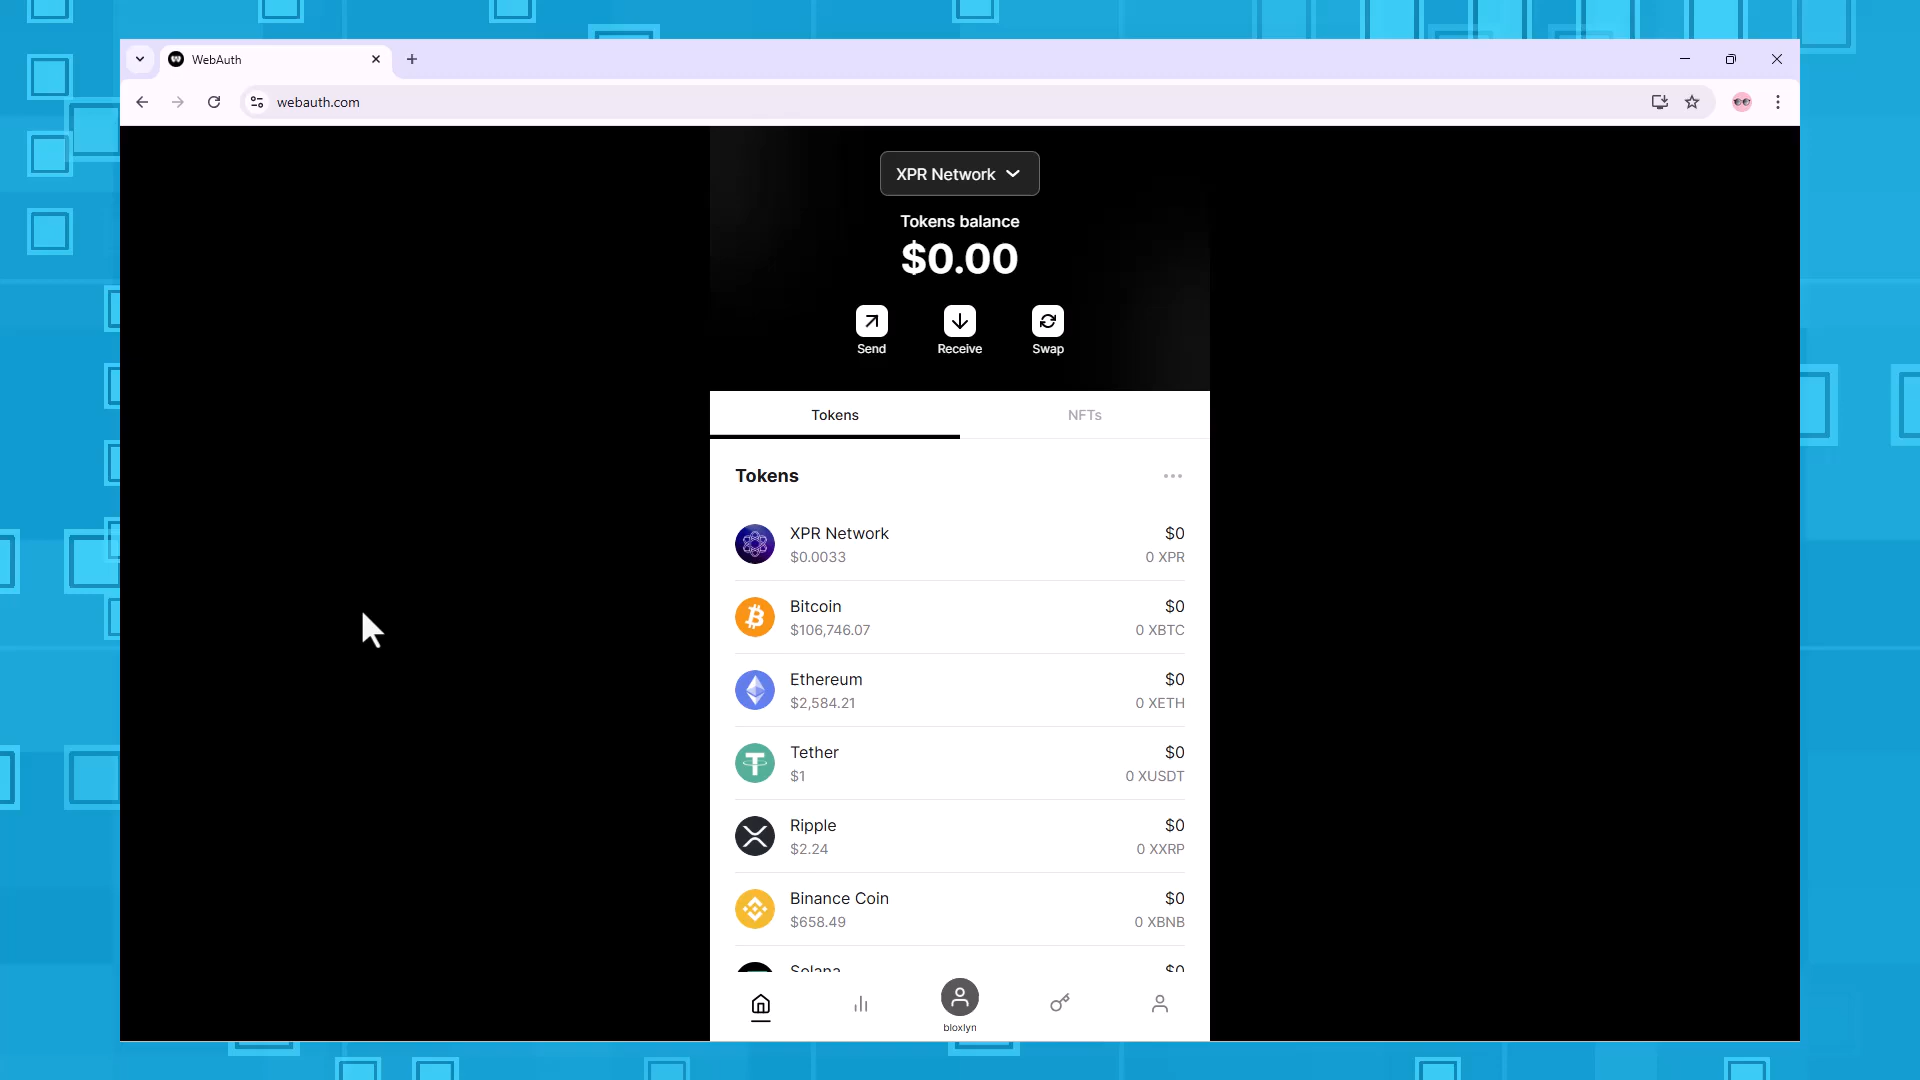 WebAuth
webauth.com
XPR Network
Tokens balance
$0.00
Send
Receive
Swap
Tokens
NFTs
Tokens
XPR Network
$0
$0.0033
0 XPR
Bitcoin
$0
$106,746.07
0 XBTC
Ethereum
$0
$2,584.21
0 XETH
Tether
$0
$1
0 XUSDT
Ripple
$0
$2.24
0 XXRP
Binance Coin
$0
$658.49
0 XBNB
Solana
$0
bloxlyn